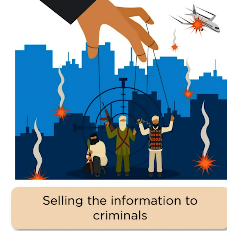 Selling the information to
criminals